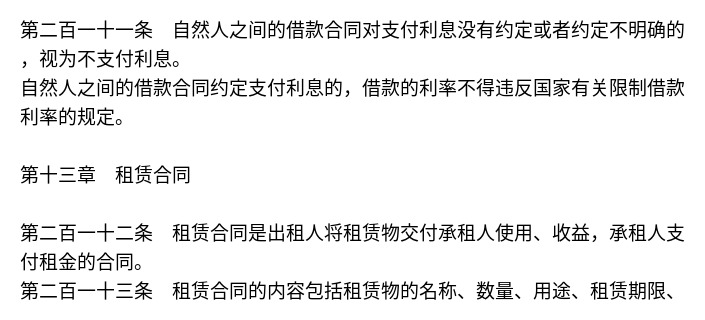 第二百一十一条　自然人之间的借款合同对支付利息没有约定或者约定不明确的
，视为不支付利息。
自然人之间的借款合同约定支付利息的，借款的利率不得违反国家有关限制借款
利率的规定。
第十三章　租赁合同
第二百一十二条　租赁合同是出租人将租赁物交付承租人使用、收益，承租人支
付租金的合同。
第二百一十三条　租赁合同的内容包括租赁物的名称、数量、用途、租赁期限、